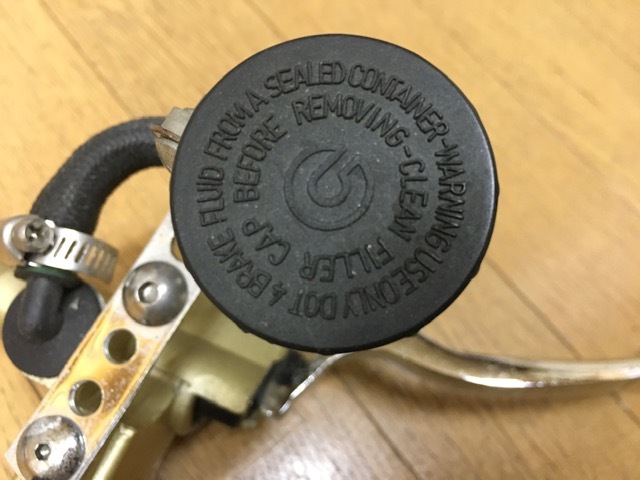 WARNING USE ONLY DOT 4 BRAKE FLUID FROM A SEALED CONTAINER-
CLEAN FILLER CAP BEFORE REMOVING-